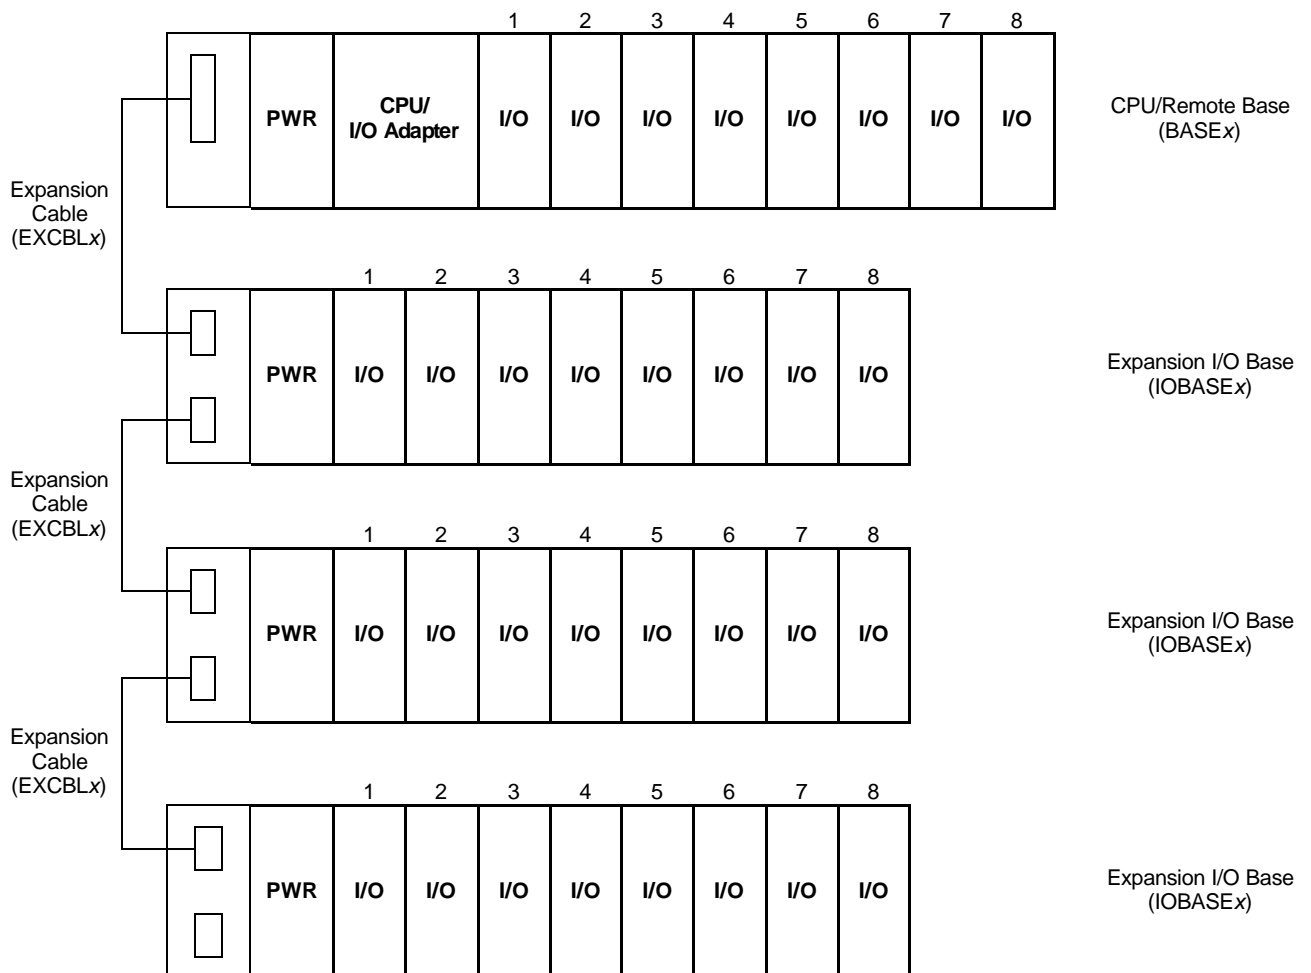 1 2 3 4 5 6 7 8
PWR
CPU/
I/O Adapter
I/O I/O I/O I/O I/O I/O I/O I/O
CPU/Remote Base
(BASEx)
Expansion
Cable
(EXCBLx)
1 2 3 4 5 6 7 8
PWR I/O I/O I/O I/O I/O I/O I/O I/O
Expansion I/O Base
(IOBASEx)
Expansion
Cable
(EXCBLx)
1 2 3 4 5 6 7 8
PWR I/O I/O I/O I/O I/O I/O I/O I/O
Expansion I/O Base
(IOBASEx)
Expansion
Cable
(EXCBLx)
1 2 3 4 5 6 7 8
PWR I/O I/O I/O I/O I/O I/O I/O I/O
Expansion I/O Base
(IOBASEx)